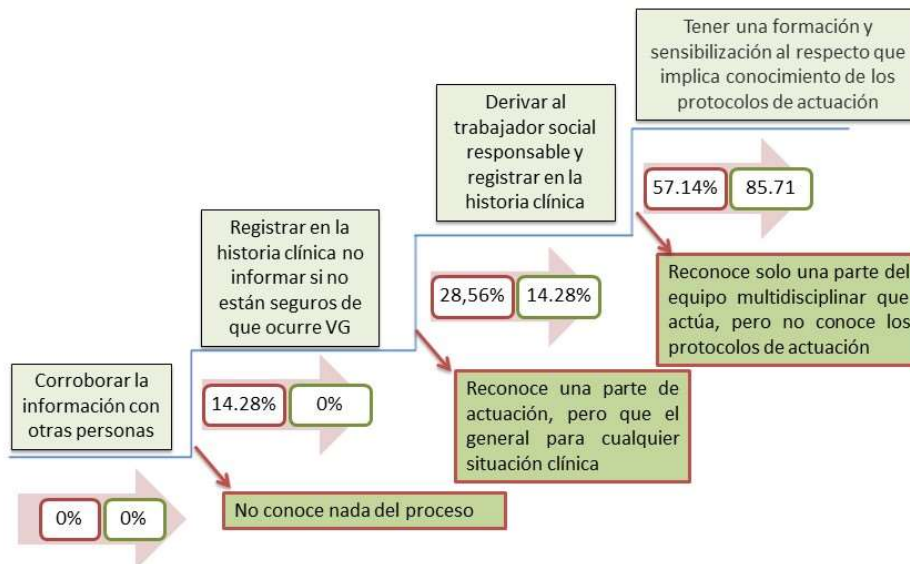 Tener una formación y
sensibilización al respecto que
implica conocimiento de los
protocolos de actuación
Derivar al
trabajador social
responsable y
registrar en la
historia clínica
57.14%
85.71
Registrar en la
historia clínica no
informar si no
están seguros de
que ocurre VG
28,56%
14.28%
Reconoce solo una parte del
equipo multidisciplinar que
actúa, pero no conoce los
protocolos de actuación
Corroborar la
información con
otras personas
14.28%
0%
Reconoce una parte de
actuación, pero que el
general para cualquier
situación clínica
0%
0%
No conoce nada del proceso